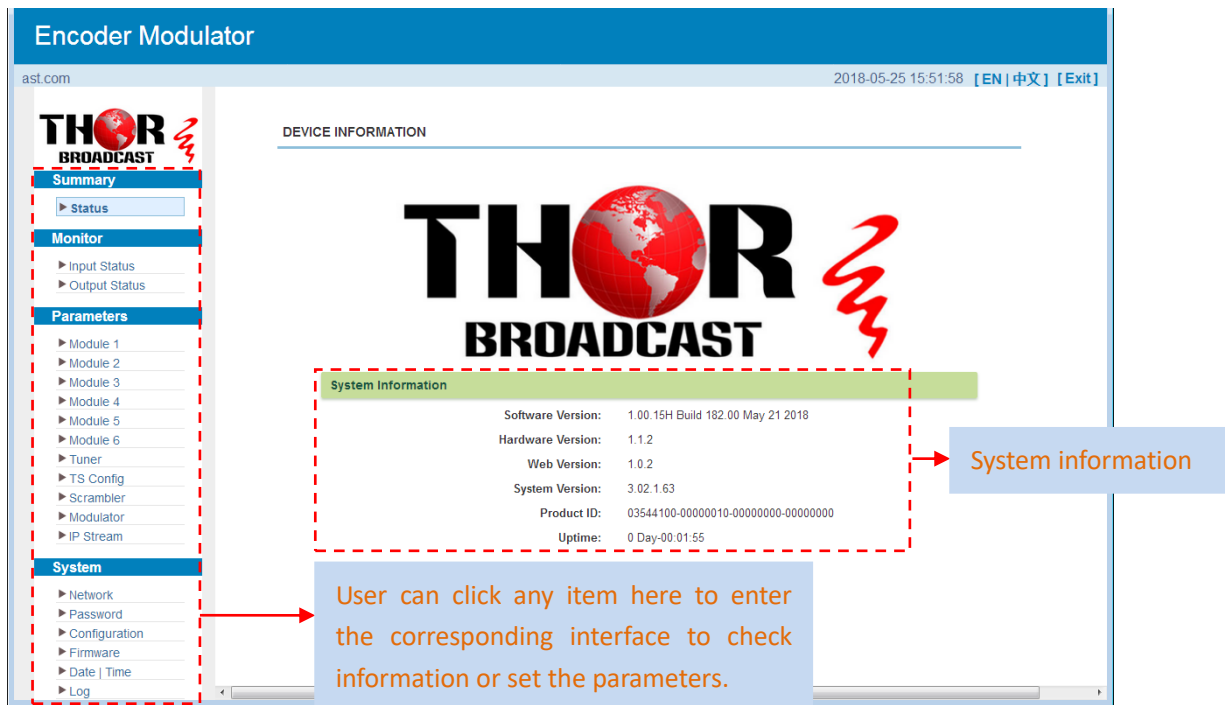 Encoder Modulator
ast.com
2018-05-25 15:51:58 [ EN | 中文 ] [ Exit ]
THOR
BROADCAST
Summary
Status
Monitor
Input Status
Output Status
Parameters
Module 1
Module 2
Module 3
Module 4
Module 5
Module 6
Tuner
TS Config
Scrambler
Modulator
IP Stream
System
Network
Password
Configuration
Firmware
Date | Time
Log
DEVICE INFORMATION
THOR
BROADCAST
System Information
Software Version: 1.00.15H Build 182.00 May 21 2018
Hardware Version: 1.1.2
Web Version: 1.0.2
System Version: 3.02.1.63
Product ID: 03544100-00000010-00000000-00000000
Uptime: 0 Day-00:01:55
System information
User can click any item here to enter
the corresponding interface to check
information or set the parameters.